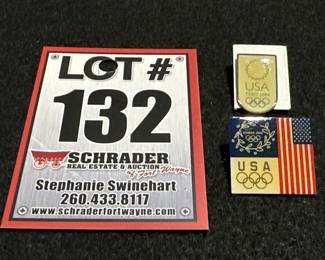 LOT #
132
SCHRADER
REAL ESTATE & AUCTION
of Fort Wayne
Stephanie Swinehart
260.433.8117
www.schraderfortwayne.com
USA
USA